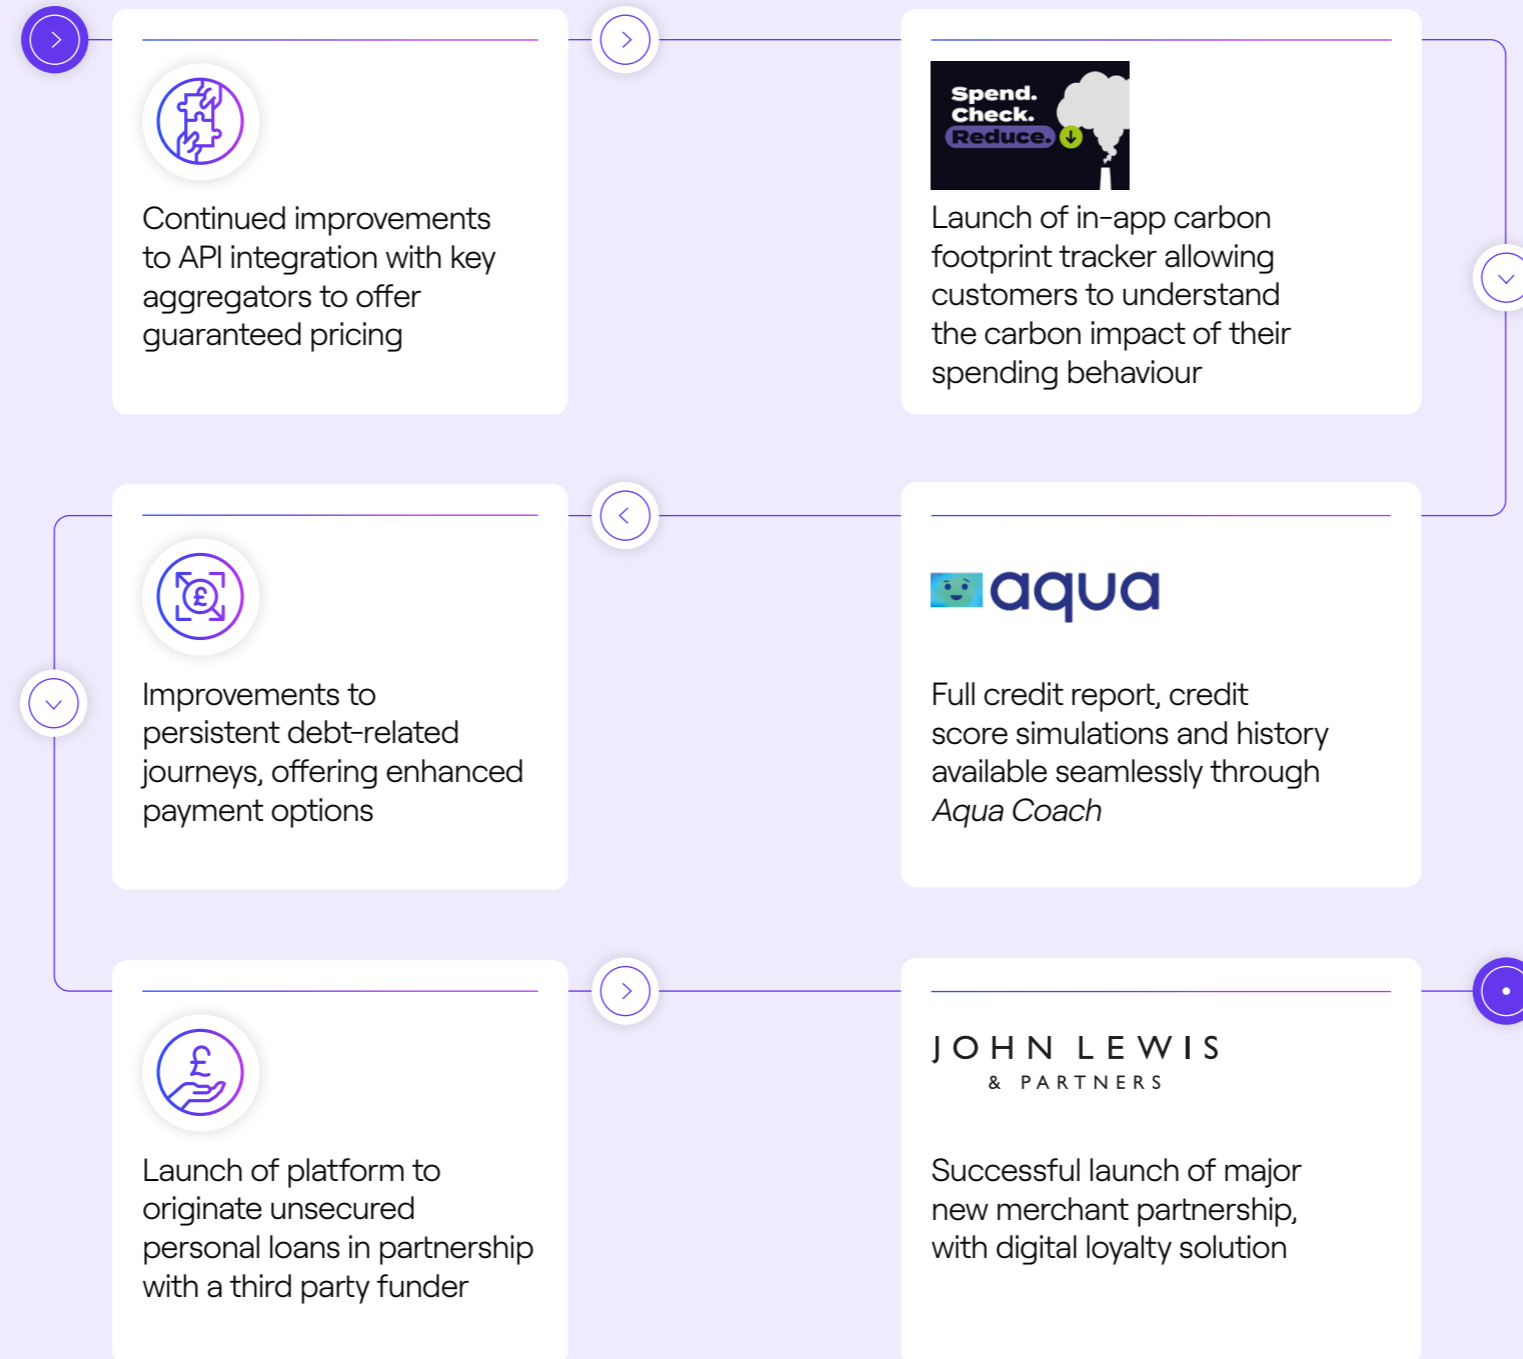 Continued improvements
to API integration with key
aggregators to offer
guaranteed pricing
Spend.
Check.
Reduce.
Launch of in-app carbon
footprint tracker allowing
customers to understand
the carbon impact of their
spending behaviour
aqua
Full credit report, credit
score simulations and history
available seamlessly through
Aqua Coach
£
Improvements to
persistent debt-related
journeys, offering enhanced
payment options
£
Launch of platform to
originate unsecured
personal loans in partnership
with a third party funder
JOHN LEWIS
& PARTNERS
Successful launch of major
new merchant partnership,
with digital loyalty solution